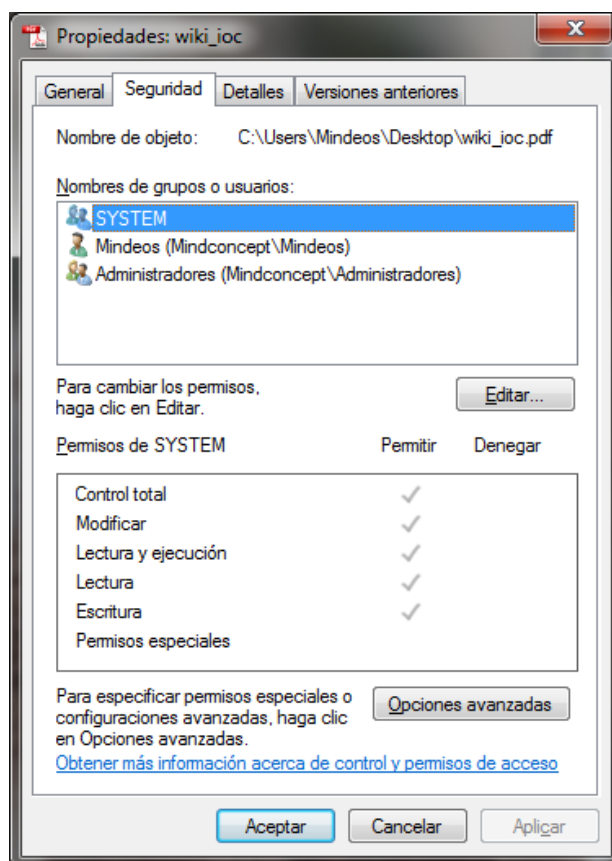 Propiedades: wiki_ioc
General Seguridad Detalles Versiones anteriores
Nombre de objeto: C:\Users\Mindeos\Desktop\wiki_ioc.pdf
Nombres de grupos o usuarios:
SYSTEM
Mindeos (Mindconcept\Mindeos)
Administradores (Mindconcept\Administradores)
Para cambiar los permisos,
haga clic en Editar.
Editar...
Permisos de SYSTEM Permitir Denegar
Control total
Modificar
Lectura y ejecución
Lectura
Escritura
Permisos especiales
Para especificar permisos especiales o
configuraciones avanzadas, haga clic
en Opciones avanzadas.
Opciones avanzadas
Obtener más información acerca de control y permisos de acceso
Aceptar Cancelar Aplicar